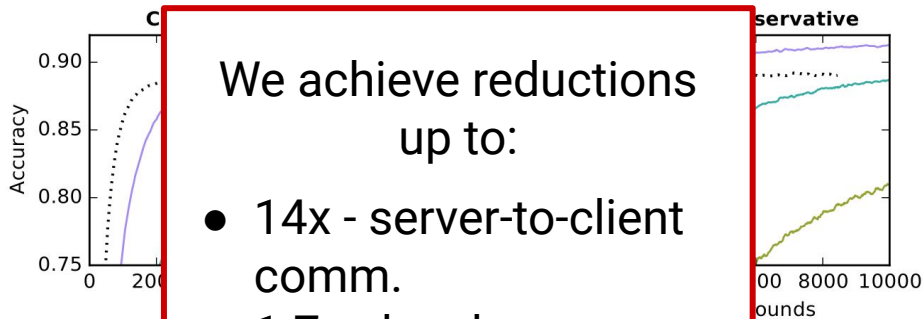 C
servative
We achieve reductions
up to:
● 14x - server-to-client
comm.
Accuracy
0.90
0.85
0.80
0.75
0
200
00 8000 10000
ounds